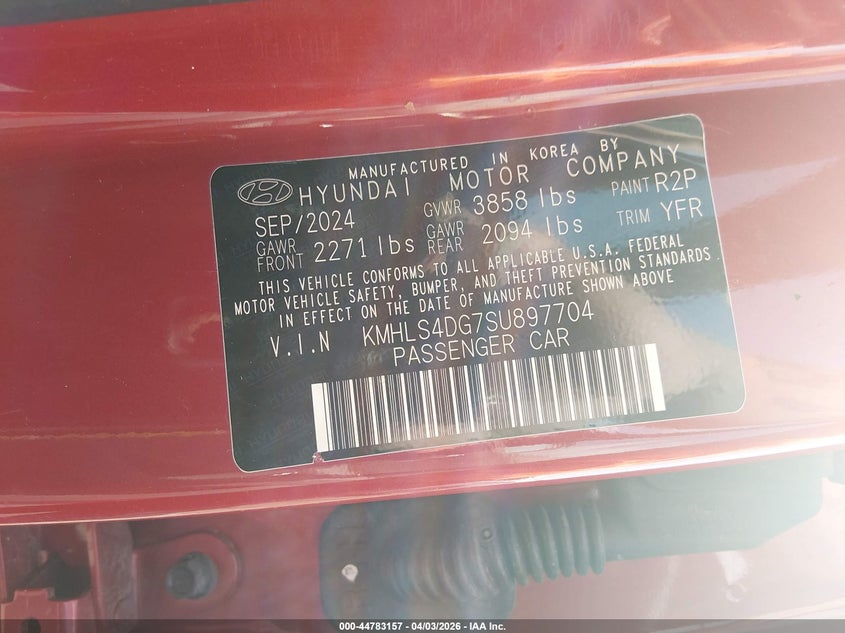 MANUFACTURED IN KOREA BY
HYUNDAI MOTOR COMPANY
SEP/2024 GVWR 3858 lbs PAINT R2P
GAWR FRONT 2271 lbs GAWR REAR 2094 lbs TRIM YFR
THIS VEHICLE CONFORMS TO ALL APPLICABLE U.S.A. FEDERAL
MOTOR VEHICLE SAFETY, BUMPER, AND THEFT PREVENTION STANDARDS
IN EFFECT ON THE DATE OF MANUFACTURE SHOWN ABOVE
V.I.N KMHLS4DG7SU897704
PASSENGER CAR
000-44783157 - 04/03/2026 - IAA Inc.